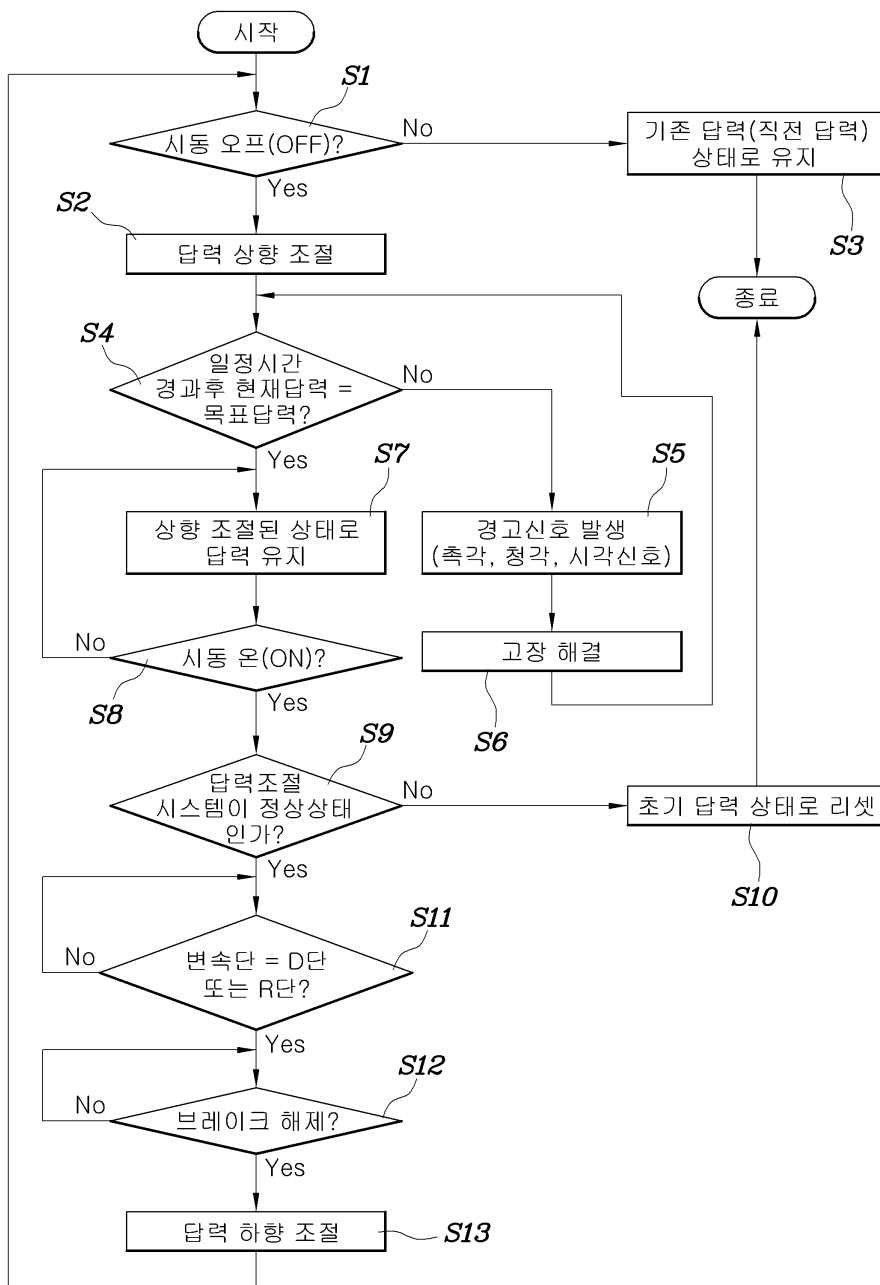 시작
S1
시동 오프(OFF)?
No
기존 답력(직전 답력)
상태로 유지
S3
Yes
S2
답력 상향 조절
종료
S4
일정시간
경과후 현재답력 =
목표답력?
No
Yes
S7
S5
상향 조절된 상태로
답력 유지
경고신호 발생
(촉각, 청각, 시각신호)
No
시동 온(ON)?
고장 해결
S8
Yes
S6
S9
답력조절
시스템이 정상상태
인가?
No
초기 답력 상태로 리셋
Yes
S10
S11
변속단 = D단
또는 R단?
No
Yes
S12
No
브레이크 해제?
Yes
답력 하향 조절
S13